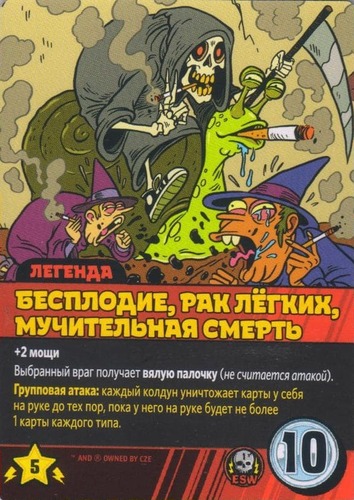 ЛЕГЕНДА
БЕСПЛОДИЕ, РАК ЛЁГКИХ,
МУЧИТЕЛЬНАЯ СМЕРТЬ
+2 мощи
Выбранный враг получает вялую палочку (не считается атакой).
Групповая атака: каждый колдун уничтожает карты у себя
на руке до тех пор, пока у него на руке будет не более
1 карты каждого типа.
5
™ AND ® OWNED BY CZE
ESW
10